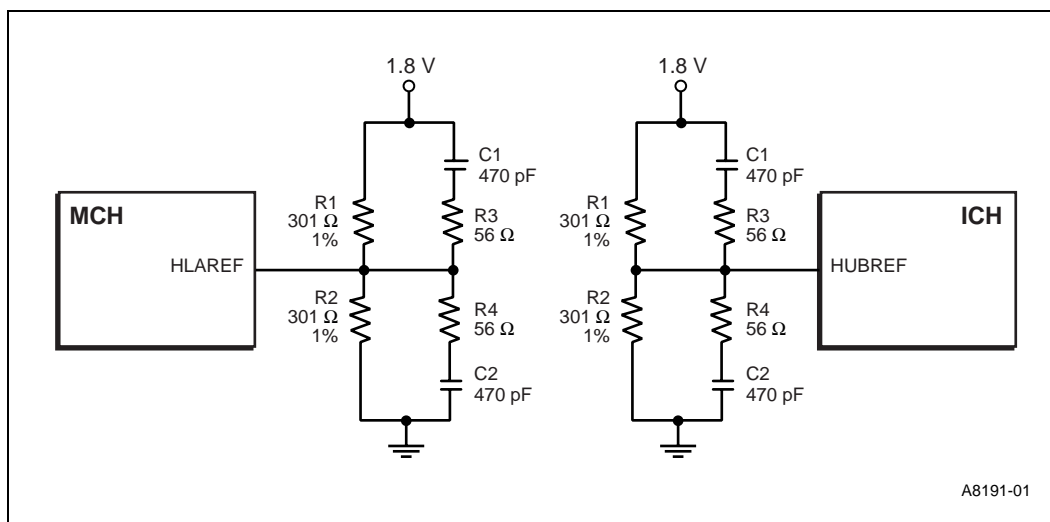 1.8 V
1.8 V
C1
470 pF
C1
470 pF
MCH
R1
301 Ω
1%
R3
56 Ω
R1
301 Ω
1%
R3
56 Ω
ICH
HLAREF
HUBREF
R2
301 Ω
1%
R4
56 Ω
R2
301 Ω
1%
R4
56 Ω
C2
470 pF
C2
470 pF
A8191-01